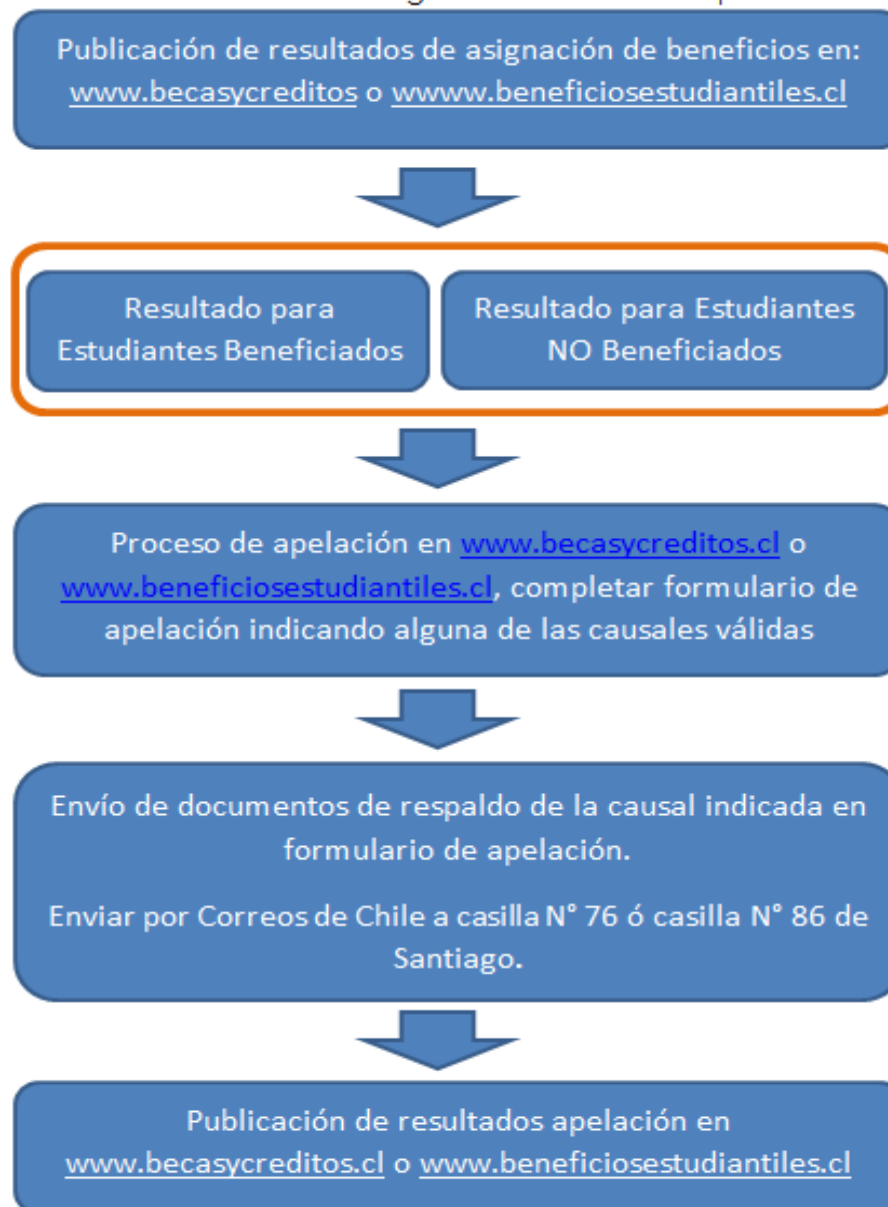 Publicación de resultados de asignación de beneficios en:
www.becasycreditos o wwww.beneficiosestudiantiles.cl
Resultado para
Estudiantes Beneficiados
Resultado para Estudiantes
NO Beneficiados
Proceso de apelación en www.becasycreditos.cl o
www.beneficiosestudiantiles.cl, completar formulario de
apelación indicando alguna de las causales válidas
Envío de documentos de respaldo de la causal indicada en
formulario de apelación.
Enviar por Correos de Chile a casilla N° 76 ó casilla N° 86 de
Santiago.
Publicación de resultados apelación en
www.becasycreditos.cl o www.beneficiosestudiantiles.cl